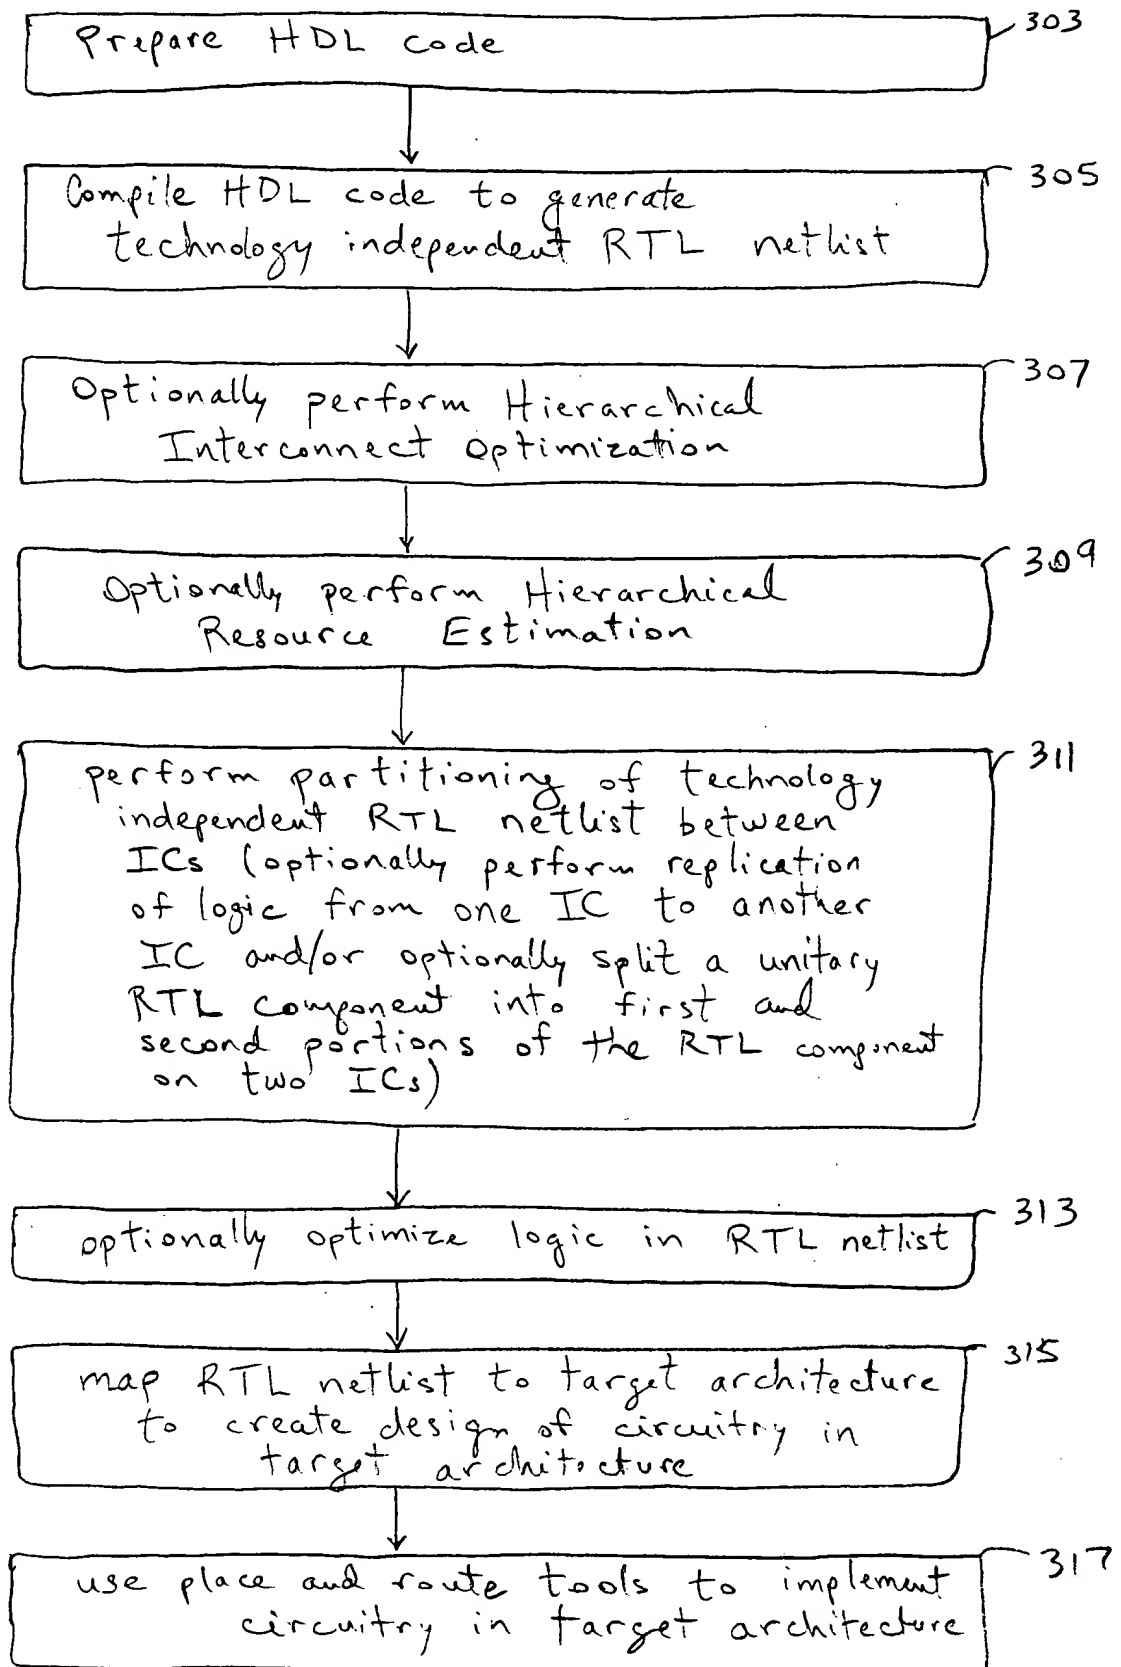 Prepare HDL code
303
Compile HDL code to generate
technology independent RTL netlist
305
Optionally perform Hierarchical
Interconnect Optimization
307
Optionally perform Hierarchical
Resource Estimation
309
perform partitioning of technology
independent RTL netlist between
ICs (optionally perform replication
of logic from one IC to another
IC and/or optionally split a unitary
RTL component into first and
second portions of the RTL component
on two ICs)
311
optionally optimize logic in RTL netlist
313
map RTL netlist to target architecture
to create design of circuitry in
target architecture
315
use place and route tools to implement
circuitry in target architecture
317